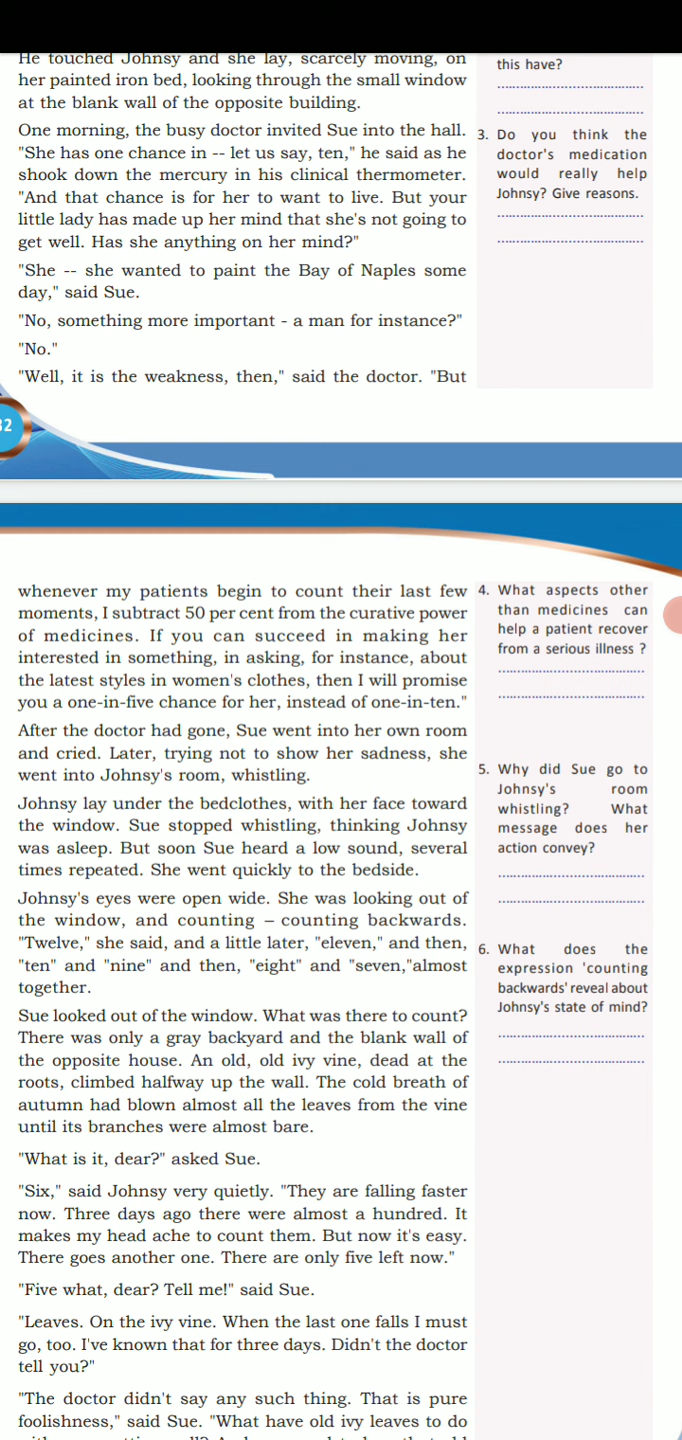 He touched Johnsy and she lay, scarcely moving, on
her painted iron bed, looking through the small window
at the blank wall of the opposite building.
One morning, the busy doctor invited Sue into the hall.
"She has one chance in -- let us say, ten," he said as he
shook down the mercury in his clinical thermometer.
"And that chance is for her to want to live. But your
little lady has made up her mind that she's not going to
get well. Has she anything on her mind?"
"She -- she wanted to paint the Bay of Naples some
day," said Sue.
"No, something more important - a man for instance?"
"No."
"Well, it is the weakness, then," said the doctor. "But
this have?
3. Do you think the
doctor's medication
would really help
Johnsy? Give reasons.
32
whenever my patients begin to count their last few
moments, I subtract 50 per cent from the curative power
of medicines. If you can succeed in making her
interested in something, in asking, for instance, about
the latest styles in women's clothes, then I will promise
you a one-in-five chance for her, instead of one-in-ten."
After the doctor had gone, Sue went into her own room
and cried. Later, trying not to show her sadness, she
went into Johnsy's room, whistling.
Johnsy lay under the bedclothes, with her face toward
the window. Sue stopped whistling, thinking Johnsy
was asleep. But soon Sue heard a low sound, several
times repeated. She went quickly to the bedside.
Johnsy's eyes were open wide. She was looking out of
the window, and counting – counting backwards.
"Twelve," she said, and a little later, "eleven," and then,
"ten" and "nine" and then, "eight" and "seven,"almost
together.
Sue looked out of the window. What was there to count?
There was only a gray backyard and the blank wall of
the opposite house. An old, old ivy vine, dead at the
roots, climbed halfway up the wall. The cold breath of
autumn had blown almost all the leaves from the vine
until its branches were almost bare.
"What is it, dear?" asked Sue.
"Six," said Johnsy very quietly. "They are falling faster
now. Three days ago there were almost a hundred. It
makes my head ache to count them. But now it's easy.
There goes another one. There are only five left now."
"Five what, dear? Tell me!" said Sue.
"Leaves. On the ivy vine. When the last one falls I must
go, too. I've known that for three days. Didn't the doctor
tell you?"
"The doctor didn't say any such thing. That is pure
foolishness," said Sue. "What have old ivy leaves to do
4. What aspects other
than medicines can
help a patient recover
from a serious illness ?
5. Why did Sue go to
Johnsy's room
whistling? What
message does her
action convey?
6. What does the
expression 'counting
backwards' reveal about
Johnsy's state of mind?